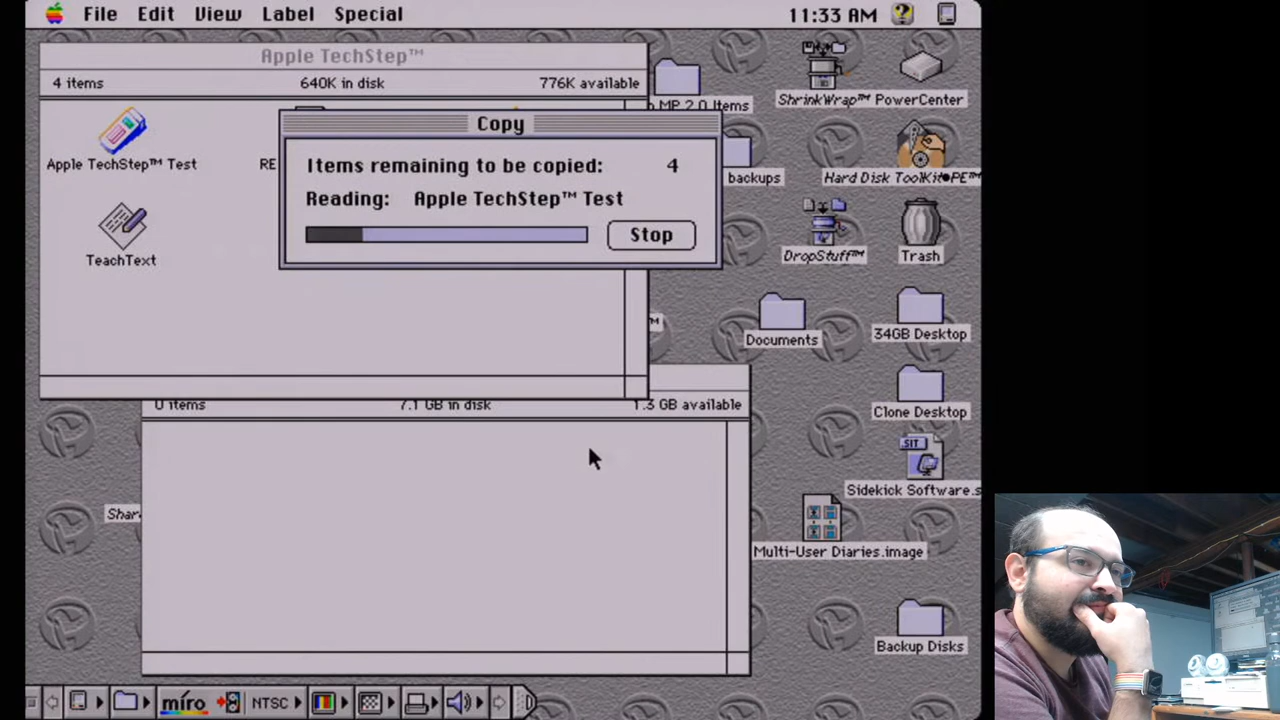 File Edit View Label Special 11:33 AM
Apple TechStep™
4 items 640K in disk 776K available
Apple TechStep™ Test
RE
TeachText
Copy
Items remaining to be copied: 4
Reading: Apple TechStep™ Test
Stop
MP 2.0 Items
backups
ShrinkWrap™
PowerCenter
Hard Disk ToolKit•PE™
DropStuff™
Trash
Documents
34GB Desktop
Clone Desktop
0 items 7.1 GB in disk 1.3 GB available
.SIT
Sidekick Software.s
Shar
Multi-User Diaries.image
Backup Disks
miro NTSC